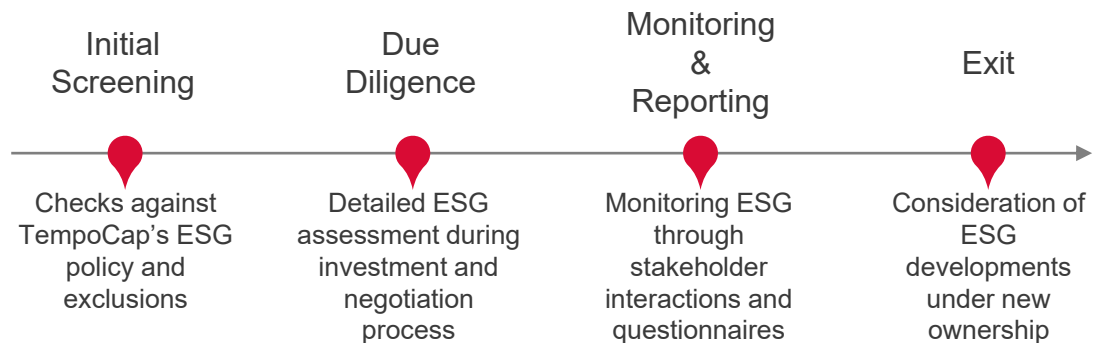 Initial
Screening
Due
Diligence
Monitoring
&
Reporting
Exit
Checks against
TempoCap's ESG
policy and
exclusions
Detailed ESG
assessment during
investment and
negotiation
process
Monitoring ESG
through
stakeholder
interactions and
questionnaires
Consideration of
ESG
developments
under new
ownership